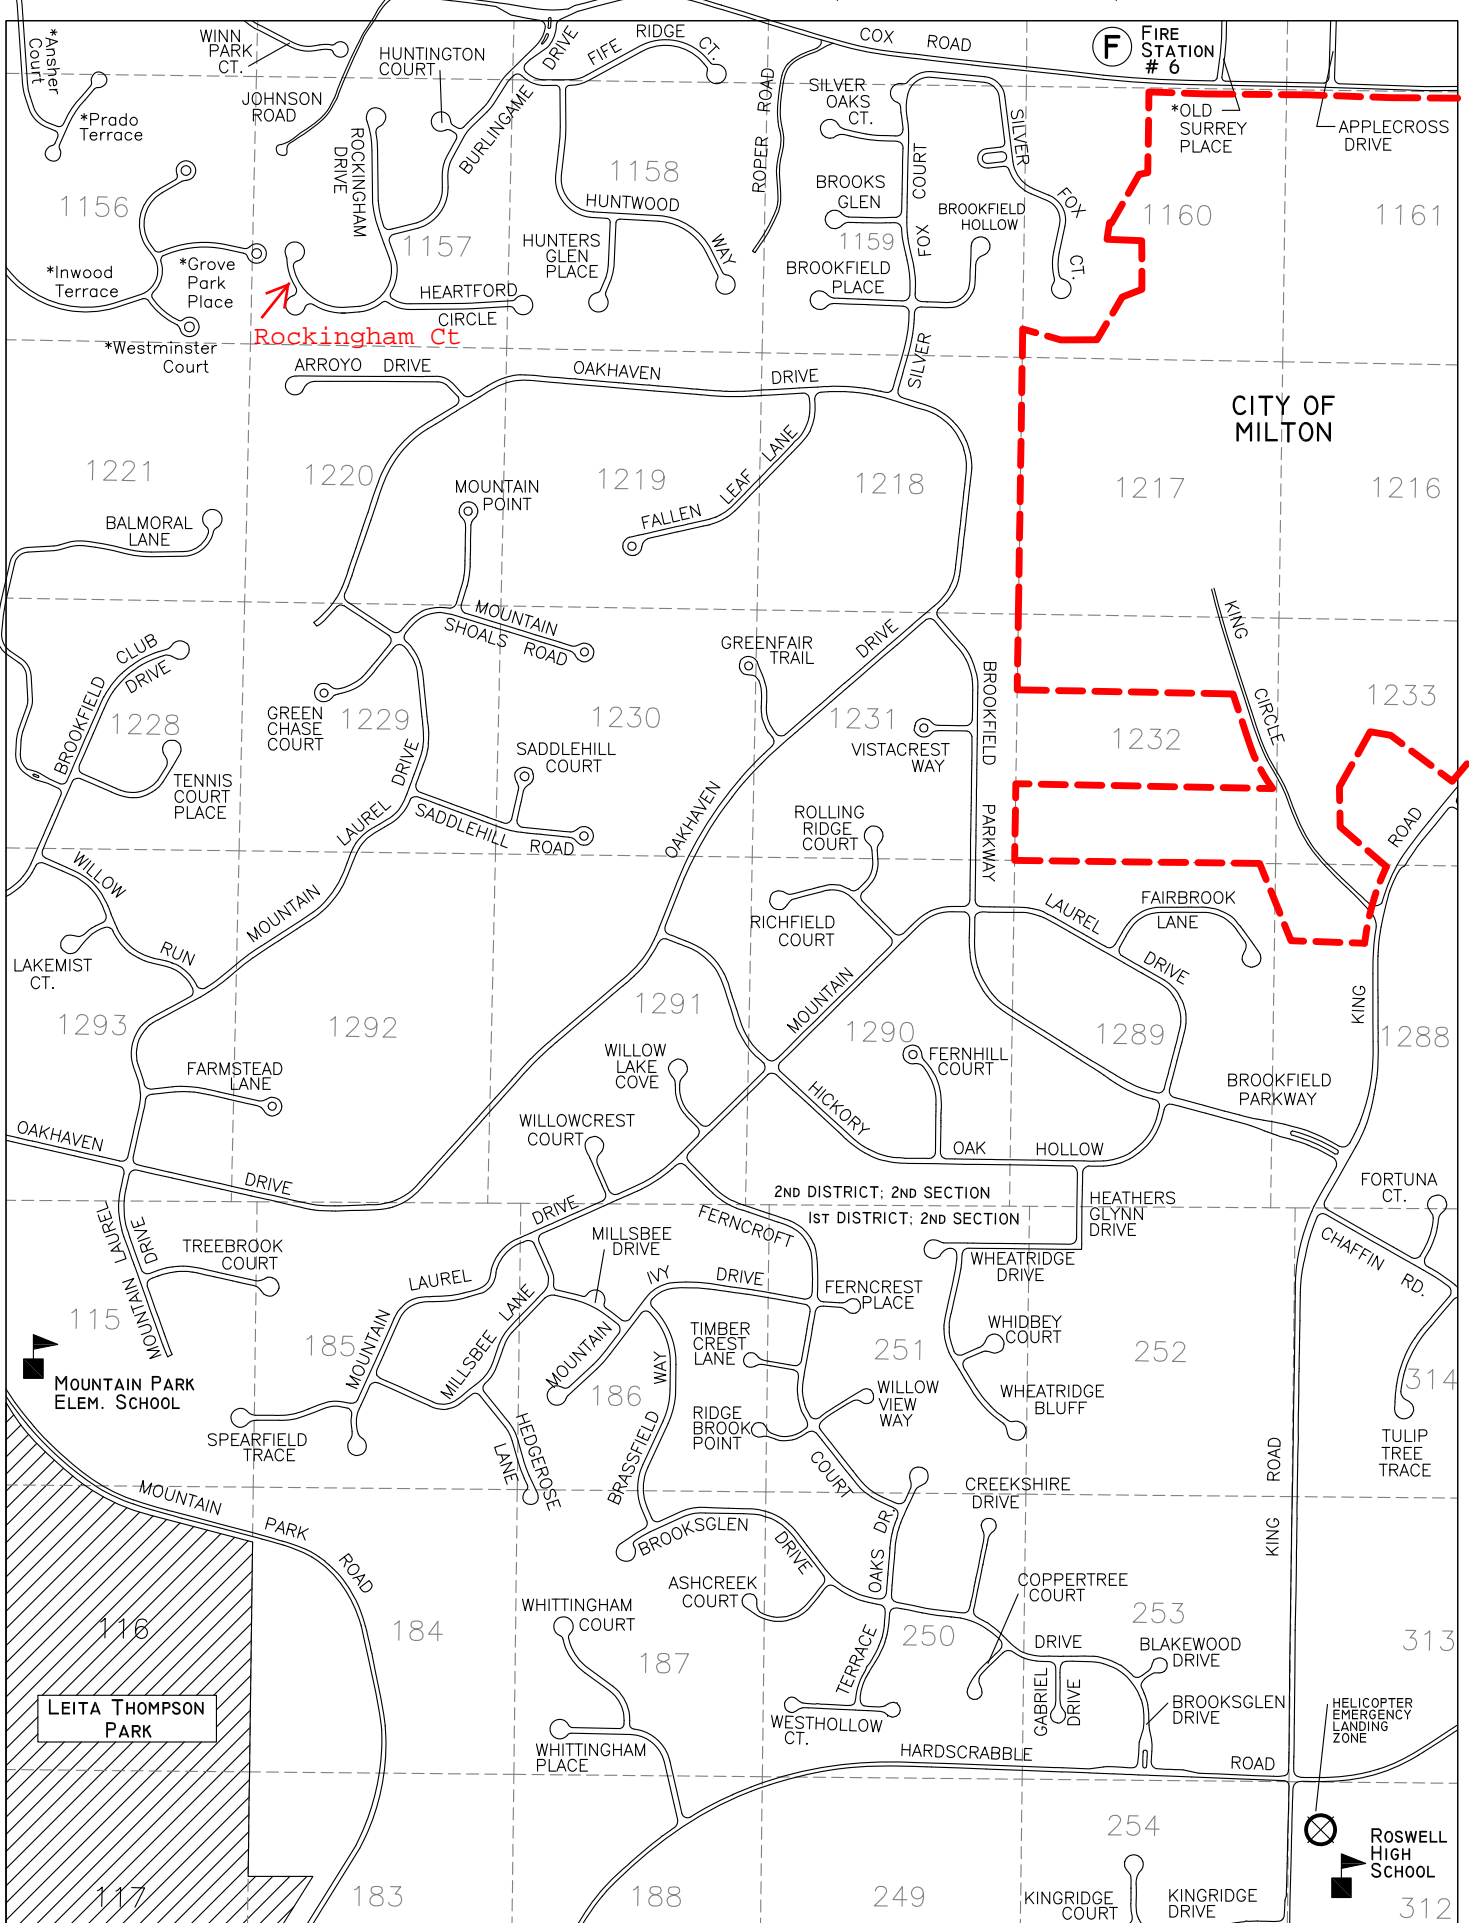 *Ansher
Court
WINN
PARK
CT.
HUNTINGTON
COURT
FIFE RIDGE CT.
COX ROAD
F
FIRE
STATION
# 6
*Prado
Terrace
JOHNSON
ROAD
ROCKINGHAM
DRIVE
BURLINGAME DRIVE
ROPER ROAD
SILVER
OAKS
CT.
SILVER FOX CT.
*OLD
SURREY
PLACE
APPLECROSS
DRIVE
1156
1157
1158
1159
1160
1161
HUNTWOOD WAY
BROOKS
GLEN
BROOKFIELD
HOLLOW
SILVER FOX COURT
*Inwood
Terrace
*Grove
Park
Place
HUNTERS
GLEN
PLACE
BROOKFIELD
PLACE
HEARTFORD
CIRCLE
Rockingham Ct
*Westminster
Court
ARROYO DRIVE
OAKHAVEN DRIVE
CITY OF
MILTON
1221
1220
1219
1218
1217
1216
MOUNTAIN
POINT
FALLEN LEAF LANE
BALMORAL
LANE
MOUNTAIN
SHOALS ROAD
GREENFAIR
TRAIL
OAKHAVEN DRIVE
BROOKFIELD PARKWAY
KING CIRCLE
BROOKFIELD CLUB
DRIVE
1228
1229
1230
1231
1232
1233
GREEN
CHASE
COURT
SADDLEHILL
COURT
VISTACREST
WAY
TENNIS
COURT
PLACE
MOUNTAIN LAUREL DRIVE
SADDLEHILL ROAD
ROLLING
RIDGE
COURT
KING ROAD
WILLOW RUN
RICHFIELD
COURT
LAUREL DRIVE
FAIRBROOK
LANE
LAKEMIST
CT.
MOUNTAIN
1293
1292
1291
1290
1289
1288
FARMSTEAD
LANE
WILLOW
LAKE
COVE
FERNHILL
COURT
BROOKFIELD
PARKWAY
HICKORY OAK HOLLOW
WILLOWCREST
COURT
OAKHAVEN DRIVE
2ND DISTRICT; 2ND SECTION
1ST DISTRICT; 2ND SECTION
HEATHERS
GLYNN
DRIVE
FORTUNA
CT.
MOUNTAIN LAUREL
DRIVE
TREEBROOK
COURT
MILLSBEE
DRIVE
FERNCROFT
WHEATRIDGE
DRIVE
CHAFFIN RD.
MOUNTAIN LAUREL DRIVE
MOUNTAIN IVY DRIVE
FERNCREST
PLACE
115
185
186
251
252
314
MILLSBEE LANE
TIMBER
CREST
LANE
WHIDBEY
COURT
MOUNTAIN PARK
ELEM. SCHOOL
BRASSFIELD WAY
WILLOW
VIEW
WAY
WHEATRIDGE
BLUFF
SPEARFIELD
TRACE
HEDGEROSE
LANE
RIDGE
BROOK
POINT
COURT
TULIP
TREE
TRACE
CREEKSHIRE
DRIVE
KING ROAD
MOUNTAIN PARK ROAD
BROOKSGLEN DRIVE
OAKS DR.
ASHCREEK
COURT
COPPERTREE
COURT
WHITTINGHAM
COURT
116
184
187
250
253
313
TERRACE
DRIVE
BLAKEWOOD
DRIVE
GABRIEL
DRIVE
LEITA THOMPSON
PARK
WESTHOLLOW
CT.
BROOKSGLEN
DRIVE
HELICOPTER
EMERGENCY
LANDING
ZONE
WHITTINGHAM
PLACE
HARDSCRABBLE ROAD
ROSWELL
HIGH
SCHOOL
117
183
188
249
254
312
KINGRIDGE
COURT
KINGRIDGE
DRIVE